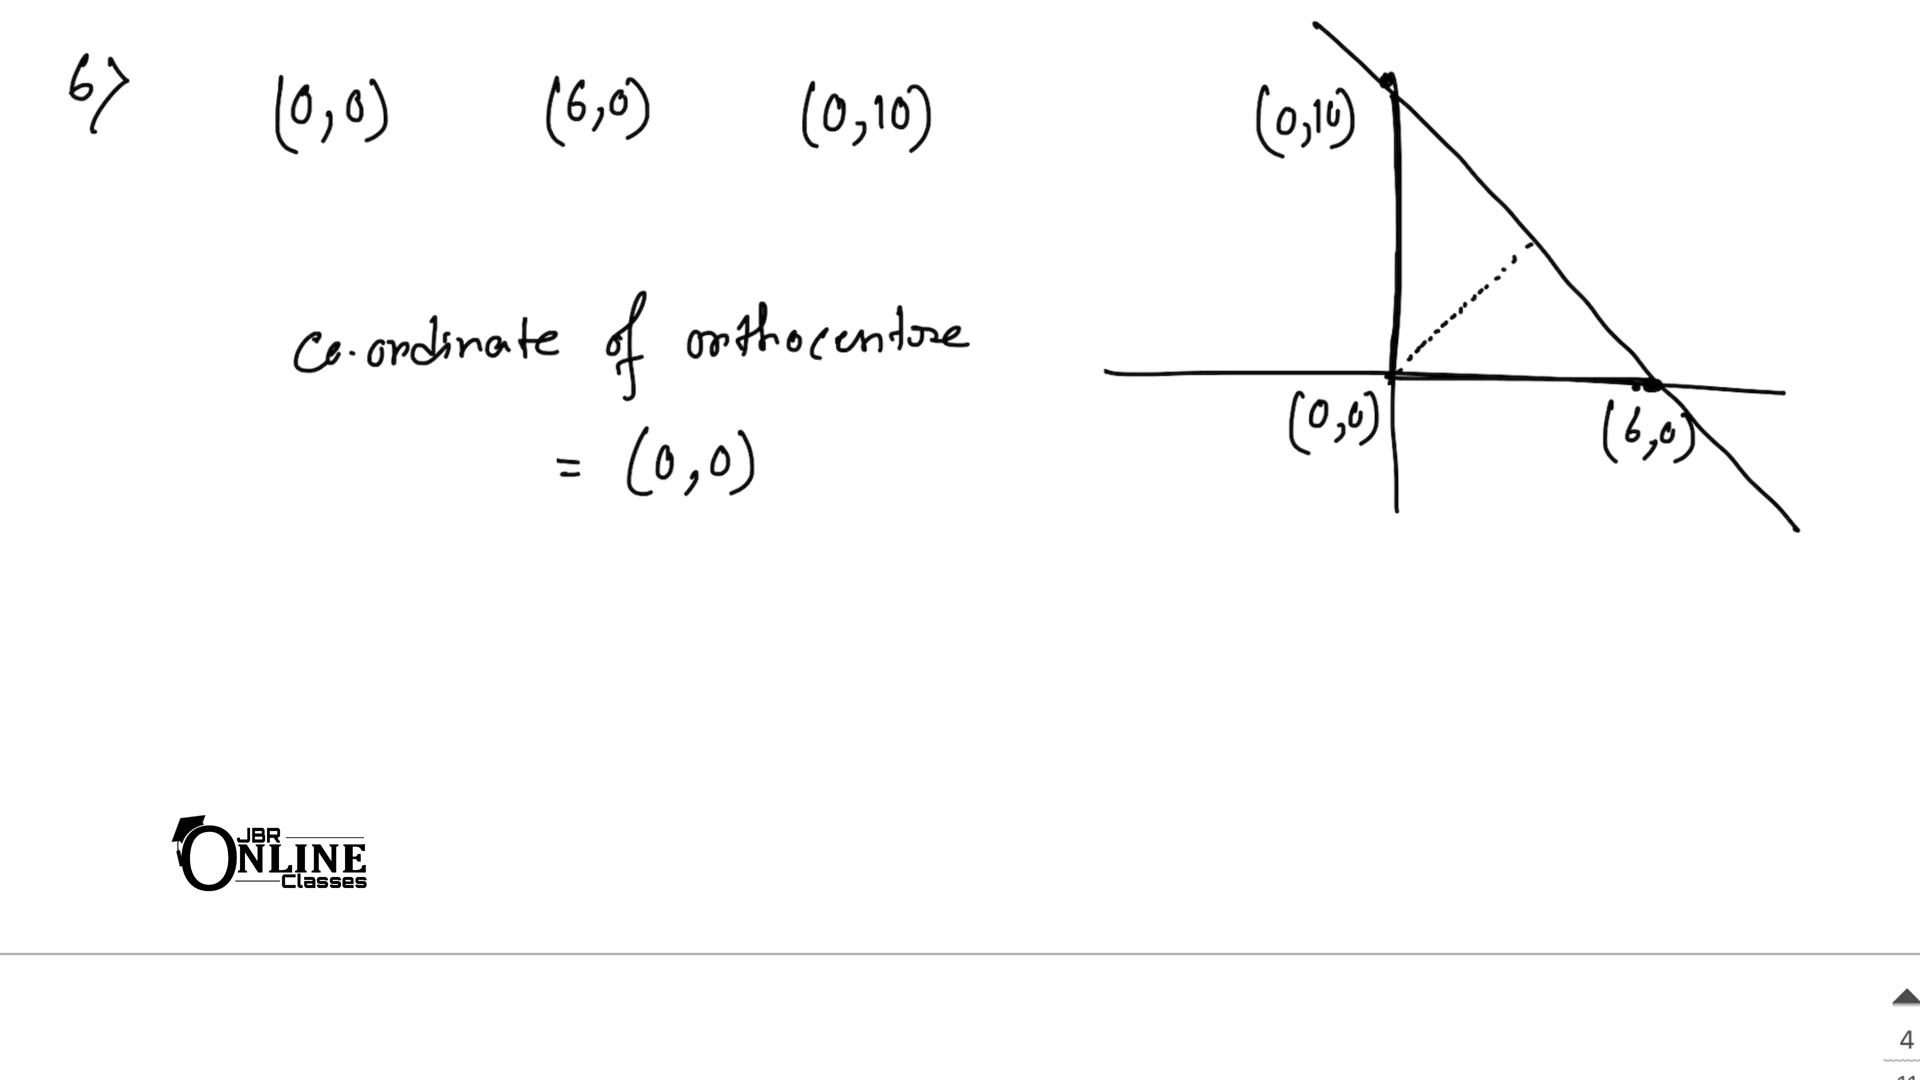 6> (0,0) (6,0) (0,10)
(0,10)
Co.ordinate of orthocentre
= (0,0)
(0,0) (6,0)
JBR
ONLINE
Classes
4